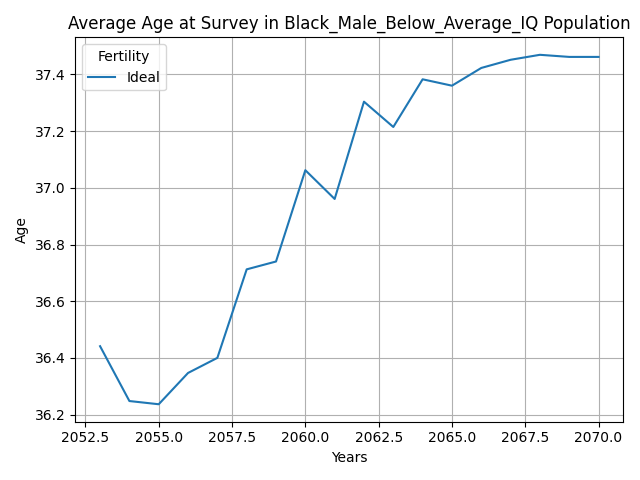 Average Age at Survey in Black_Male_Below_Average_IQ Population
Fertility
Ideal
37.4
37.2
37.0
36.8
36.6
36.4
36.2
Age
2052.5 2055.0 2057.5 2060.0 2062.5 2065.0 2067.5 2070.0
Years